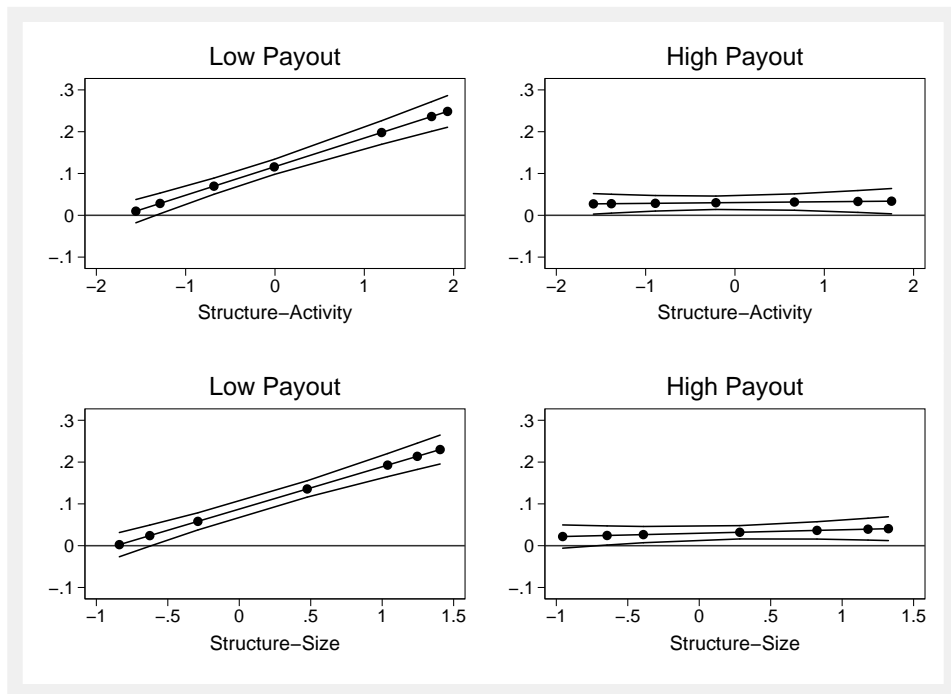 Low Payout
.3
.2
.1
0
−.1
−2 −1 0 1 2
Structure−Activity
High Payout
.3
.2
.1
0
−.1
−2 −1 0 1 2
Structure−Activity
Low Payout
.3
.2
.1
0
−.1
−1 −.5 0 .5 1 1.5
Structure−Size
High Payout
.3
.2
.1
0
−.1
−1 −.5 0 .5 1 1.5
Structure−Size